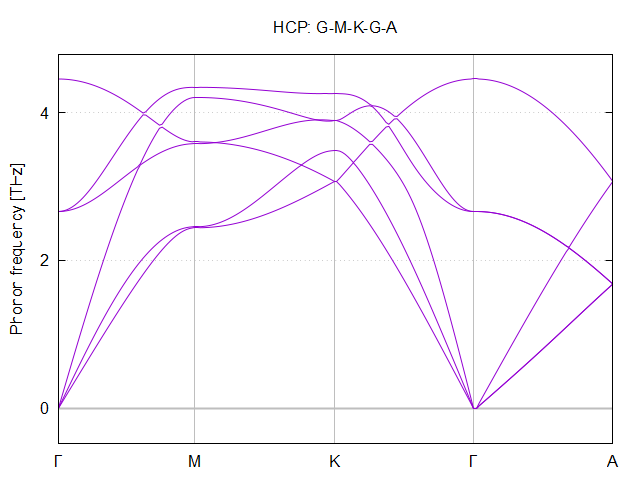 HCP: G-M-K-G-A
Phonon frequency [THz]
4
2
0
Γ M K Γ A